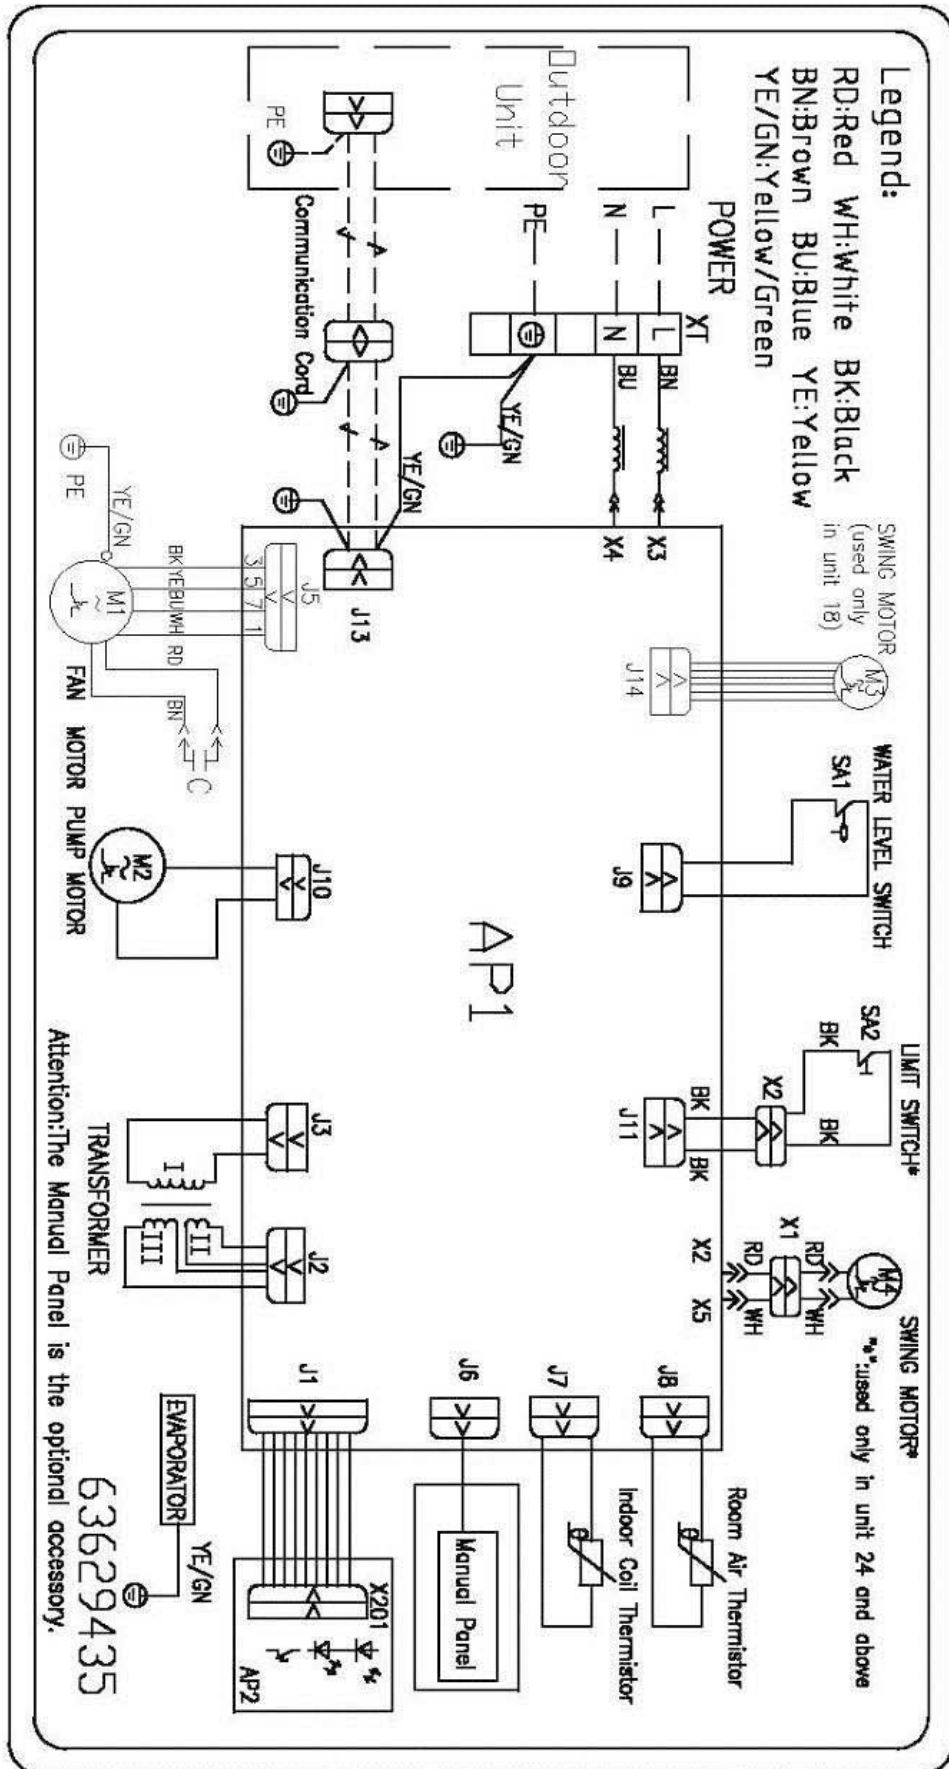 Legend:
RD:Red WH:White BK:Black
BN:Brown BU:Blue YE:Yellow
YE/GN:Yellow/Green
SWING MOTOR
(used only
in unit 18)
M3
J14
WATER LEVEL SWITCH
SA1
J9
LIMIT SWITCH*
SA2
BK
BK
X2
BK
BK
J11
SWING MOTOR*
"*":used only in unit 24 and above
M4
RD
WH
X1
RD
WH
X2
X5
POWER
L
N
PE
XT
L
N
BN
BU
X3
X4
YE/GN
YE/GN
Outdoor
Unit
PE
Communication Cord
J13
AP1
J8
Room Air Thermistor
θ
J7
Indoor Coil Thermistor
θ
J6
Manual Panel
J1
X201
AP2
J5
3 5 7 1
BK YE BU WH RD
BN
C
M1
~
YE/GN
PE
FAN MOTOR
J10
M2
~
PUMP MOTOR
J3
J2
I
II
III
TRANSFORMER
EVAPORATOR
YE/GN
Attention:The Manual Panel is the optional accessory.
63629435